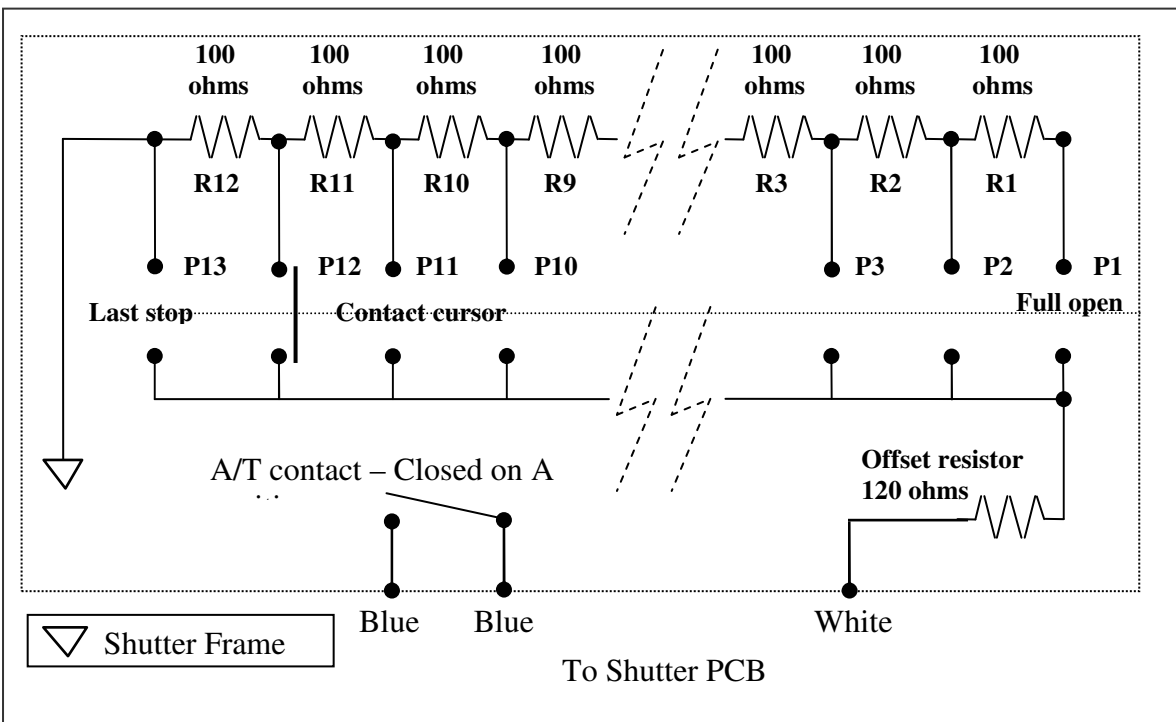 100 100 100 100 100 100 100
ohms ohms ohms ohms ohms ohms ohms
R12 R11 R10 R9 R3 R2 R1
P13 P12 P11 P10 P3 P2 P1
Last stop Contact cursor Full open
A/T contact – Closed on A
Offset resistor
120 ohms
Blue Blue White
Shutter Frame
To Shutter PCB